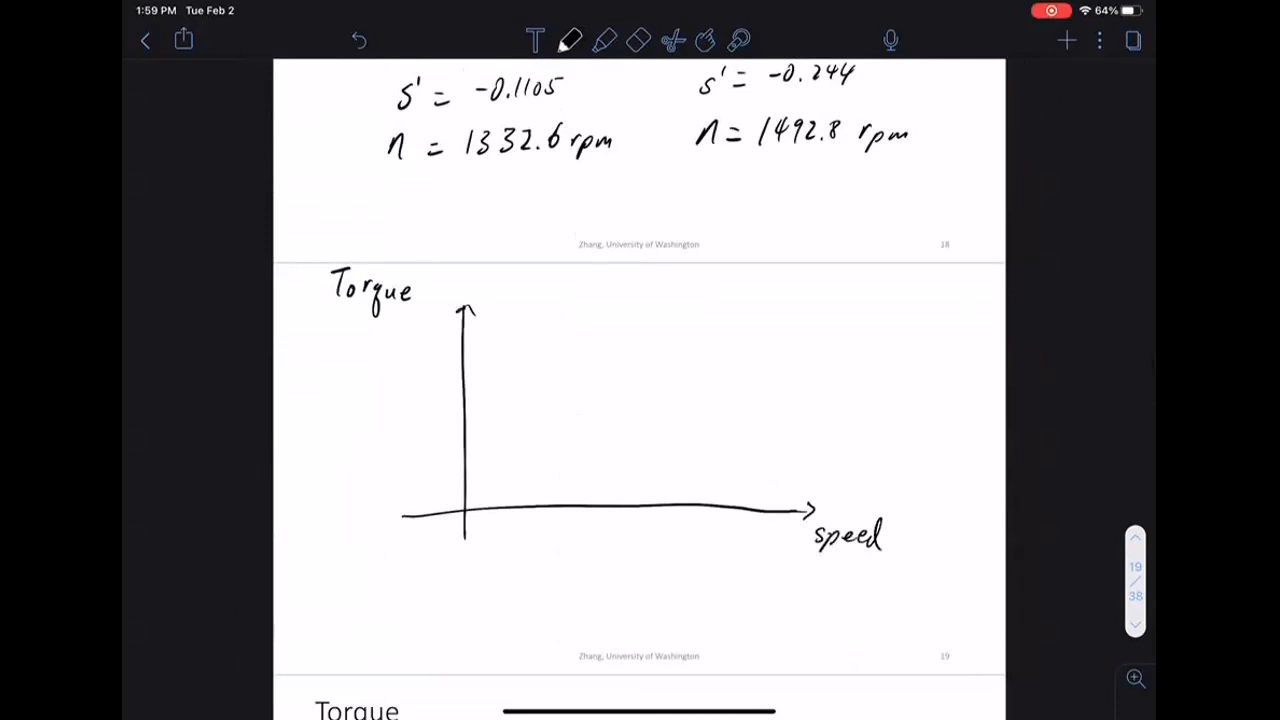 1:59 PM Tue Feb 2
64%
s' = -0.1105
s' = -0.244
n = 1332.6 rpm
n = 1492.8 rpm
Zhang, University of Washington
18
Torque
speed
19
/
38
Zhang, University of Washington
19
Torque